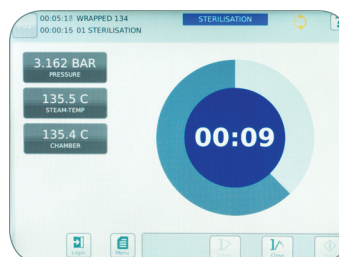 00:05:18 WRAPPED 134
00:00:15 01 STERILISATION
STERILISATION
3.162 BAR
PRESSURE
135.5 C
STEAM-TEMP
135.4 C
CHAMBER
00:09
Login
Menu
Close